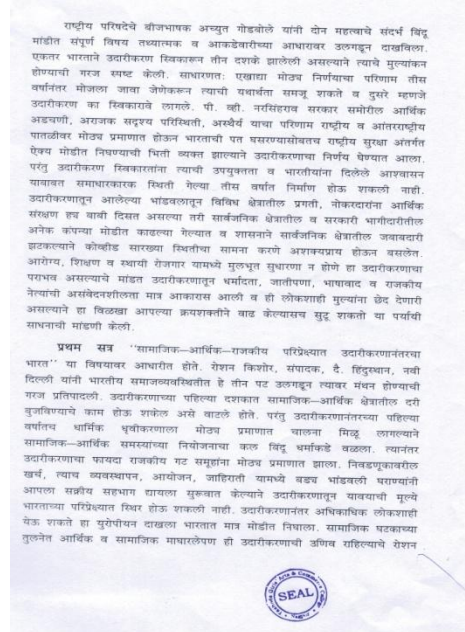 राष्ट्रीय परिषदेचे बीजभाषक अच्युत गोडबोले यांनी दोन महत्वाचे संदर्भ बिंदू
मांडीत संपूर्ण विषय तथ्यात्मक व आकडेवारीच्या आधारावर उलगडून दाखविला.
एकतर भारताने उदारीकरण स्विकारून तीन दशके झालीली असल्याने त्याचे मुल्यांकन
होण्याची गरज स्पष्ट केली. साधारणतः एखाद्या मोठ्य निर्णयाचा परिणाम तीस
वर्षानंतर मोजला जावा जेणेकरून त्याची यथार्थता समजू शकते व दुसरे म्हणजे
उदारीकरण का स्विकारावे लागले. पी. व्ही. नरसिंहराव सरकार समोरील आर्थिक
अडचणी, अराजक सदृश्य परिस्थिती, अस्थैर्य याचा परिणाम राष्ट्रीय व आंतरराष्ट्रीय
पातळीवर मोठ्य प्रमाणात होऊन भारताची पत घसरण्यासोबतच राष्ट्रीय सुरक्षा अंतर्गत
ऐक्य मोडीत निघण्याची भिती व्यक्त झाल्याने उदारीकरणाचा निर्णय घेण्यात आला.
परंतु उदारीकरण स्विकारतांना त्याची उपयुक्तता व भारतीयांना दिलेले आश्वासन
याबाबत समाधारकारक स्थिती गेल्या तीस वर्षात निर्माण होऊ शकली नाही.
उदारीकरणातून आलेल्या भांडवलातून विविध क्षेत्रातील प्रगती, नोकरदारांना आर्थिक
संरक्षण ह्य बाबी दिसत असल्या तरी सार्वजनिक क्षेत्रातील व सरकारी भागीदारीतील
अनेक कंपन्या मोडीत काढल्या गेल्यात व शासनाने सार्वजनिक क्षेत्रातील जवाबदारी
झटकल्याने कोव्हीड सारख्या स्थितीचा सामना करणे अशक्यप्राय होऊन बसलेत.
आरोग्य, शिक्षण व स्थायी रोजगार यामध्ये मुलभूत सुधारणा न होणे हा उदारीकरणाचा
पराभव असल्याचे मांडत उदारीकरणातून धर्मादता, जातीपणा, भाषावाद व राजकीय
नेत्यांची असंवेदनशीलता मात्र आकारास आली व ही लोकशाही मुल्यांना छेद देणारी
असल्याने हा विळखा आपल्या क्रयशक्तीने वाढ केल्यासच सुटू शकतो या पर्यायी
साधनाची मांडणी केली.
प्रथम सत्र "सामाजिक–आर्थिक–राजकीय परिप्रेक्ष्यात उदारीकरणानंतरचा
भारत" या विषयावर आधारीत होते. रोशन किशोर, संपादक, दै. हिंदुस्थान, नवी
दिल्ली यांनी भारतीय समाजव्यवस्थितीत हे तीन पट उलगडून त्यावर मंथन होण्याची
गरज प्रतिपादली. उदारीकरणाच्या पहिल्या दशकात सामाजिक–आर्थिक क्षेत्रातील दरी
बुजविण्याचे काम होऊ शकेल असे वाटले होते. परंतु उदारीकरणानंतरच्या पहिल्या
वर्षातच धार्मिक धृवीकरणाला मोठ्य प्रमाणात चालना मिळू लागल्याने
सामाजिक–आर्थिक समस्यांच्या नियोजनाचा कल बिंदू धर्माकडे वळला. त्यानंतर
उदारीकरणाचा फायदा राजकीय गट समूहांना मोठ्य प्रमाणात झाला. निवडणूकावरील
खर्च, त्याच व्यवस्थापन, आयोजन, जाहिराती यामध्ये बड्य भांडवली घराण्यांनी
आपला सक्रीय सहभाग द्यायला सुरूवात केल्याने उदारीकरणातून यावयाची मूल्ये
भारताच्या परिप्रेक्ष्यात स्थिर होऊ शकली नाही. उदारीकरणानंतर अधिकाधिक लोकशाही
येऊ शकते हा युरोपीयन दाखला भारतात मात्र मोडीत निघाला. सामाजिक घटकाच्या
तुलनेत आर्थिक व सामाजिक माघारलेपण ही उदारीकरणाची उणिव राहिल्याचे रोशन
SEAL